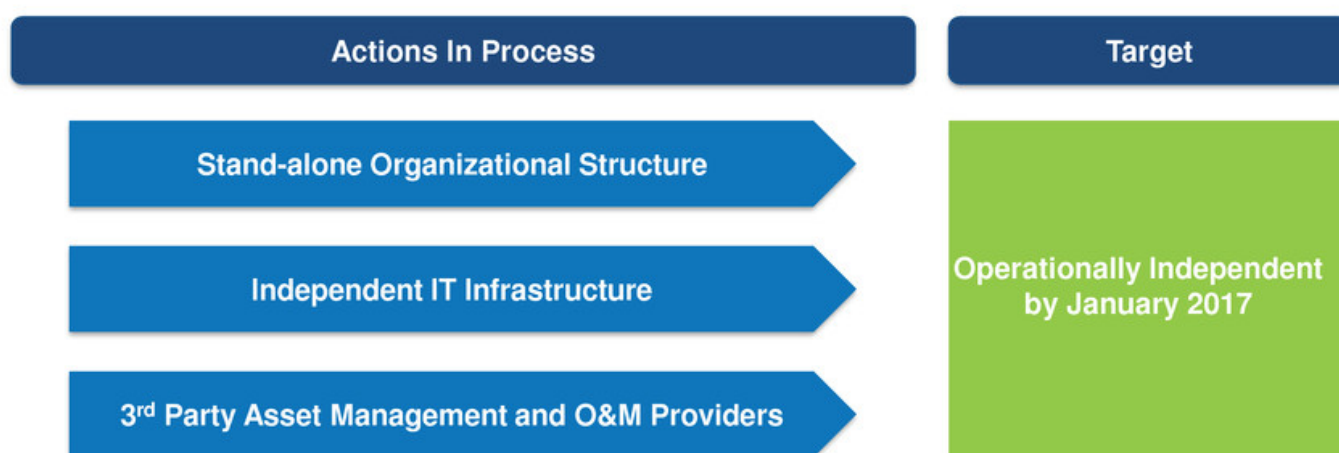 Actions In Process
Target
Stand-alone Organizational Structure
Independent IT Infrastructure
3rd Party Asset Management and O&M Providers
Operationally Independent
by January 2017